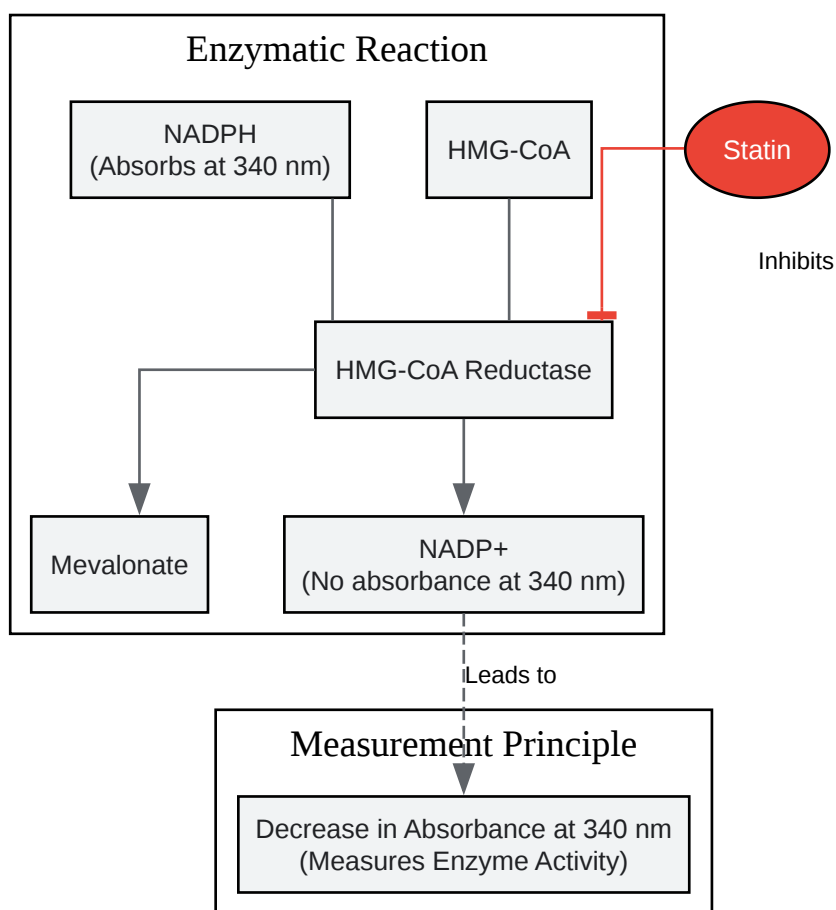 Enzymatic Reaction
NADPH
(Absorbs at 340 nm)
HMG-CoA
Statin
Inhibits
HMG-CoA Reductase
Mevalonate
NADP+
(No absorbance at 340 nm)
Leads to
Measurement Principle
Decrease in Absorbance at 340 nm
(Measures Enzyme Activity)